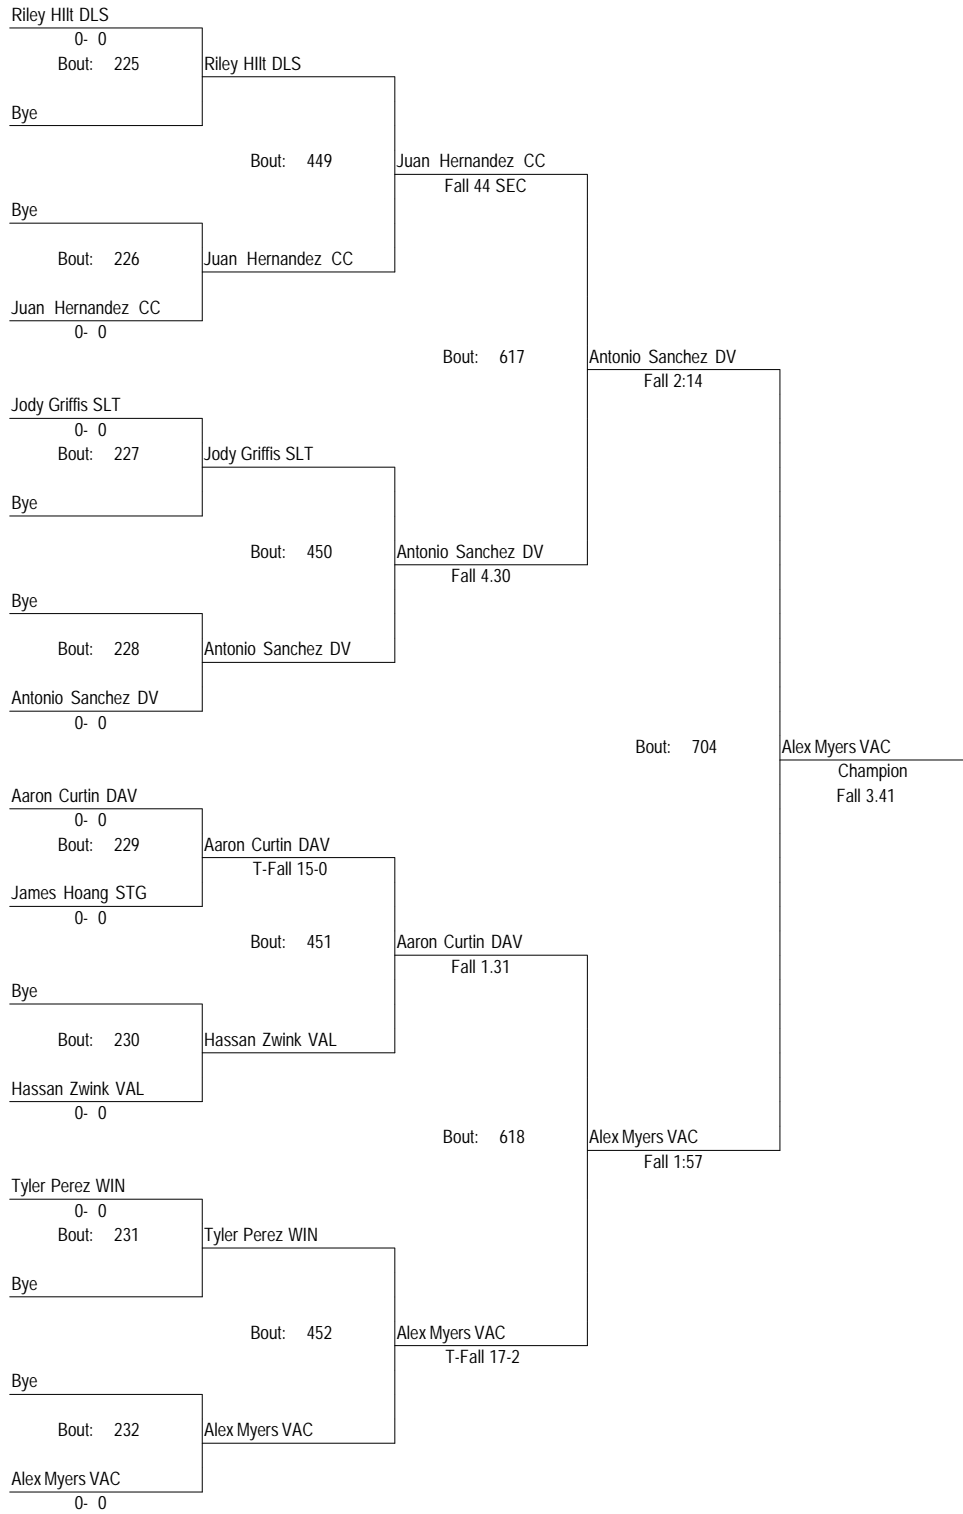 Riley HIlt DLS
0- 0
Bout: 225
Riley HIlt DLS
Bye
Bout: 449
Juan Hernandez CC
Fall 44 SEC
Bye
Bout: 226
Juan Hernandez CC
Juan Hernandez CC
0- 0
Bout: 617
Antonio Sanchez DV
Fall 2:14
Jody Griffis SLT
0- 0
Bout: 227
Jody Griffis SLT
Bye
Bout: 450
Antonio Sanchez DV
Fall 4.30
Bye
Bout: 228
Antonio Sanchez DV
Antonio Sanchez DV
0- 0
Bout: 704
Alex Myers VAC
Champion
Fall 3.41
Aaron Curtin DAV
0- 0
Bout: 229
Aaron Curtin DAV
T-Fall 15-0
James Hoang STG
0- 0
Bout: 451
Aaron Curtin DAV
Fall 1.31
Bye
Bout: 230
Hassan Zwink VAL
Hassan Zwink VAL
0- 0
Bout: 618
Alex Myers VAC
Fall 1:57
Tyler Perez WIN
0- 0
Bout: 231
Tyler Perez WIN
Bye
Bout: 452
Alex Myers VAC
T-Fall 17-2
Bye
Bout: 232
Alex Myers VAC
Alex Myers VAC
0- 0